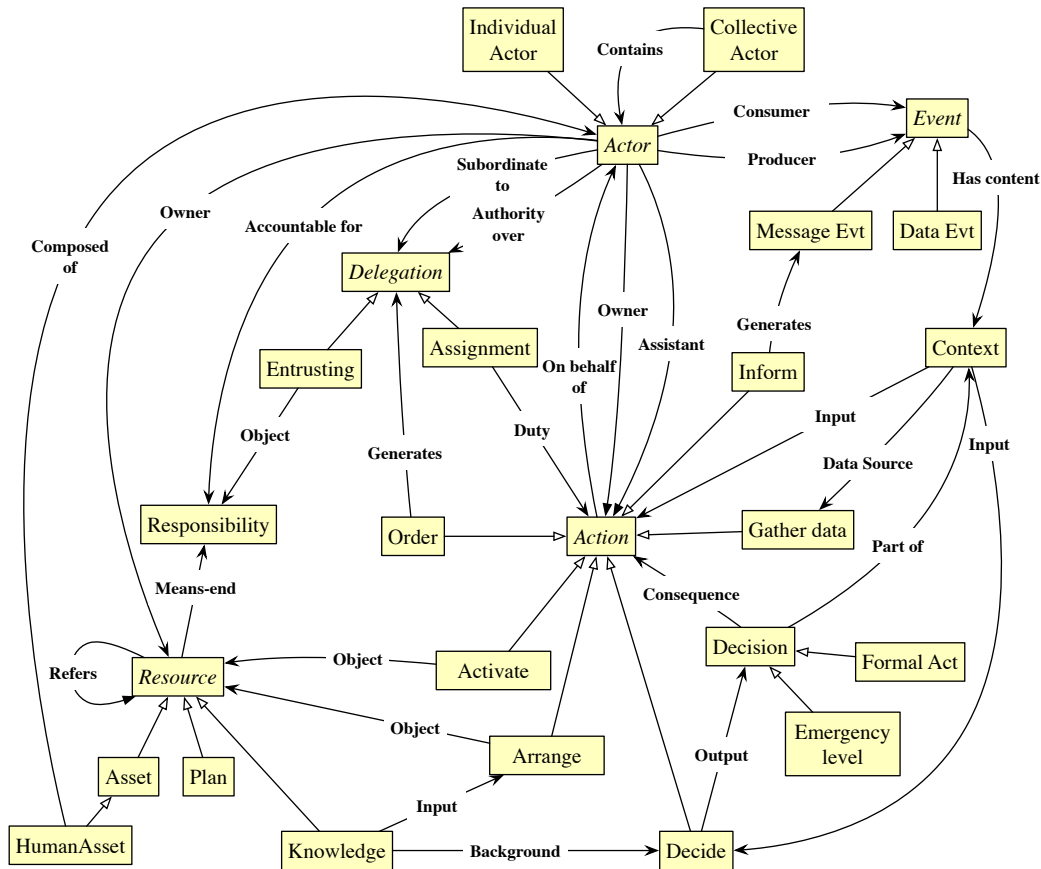 Individual
Actor
Collective
Actor
Contains
Consumer
Event
Actor
Producer
Subordinate
to
Has content
Owner
Authority
over
Accountable for
Message Evt
Data Evt
Composed
of
Delegation
Owner
Generates
Assignment
Assistant
Context
Entrusting
On behalf
of
Inform
Input
Input
Object
Duty
Generates
Data Source
Responsibility
Order
Action
Gather data
Part of
Means-end
Consequence
Decision
Refers
Resource
Object
Activate
Formal Act
Object
Emergency
level
Arrange
Output
Asset
Plan
Input
HumanAsset
Knowledge
Background
Decide